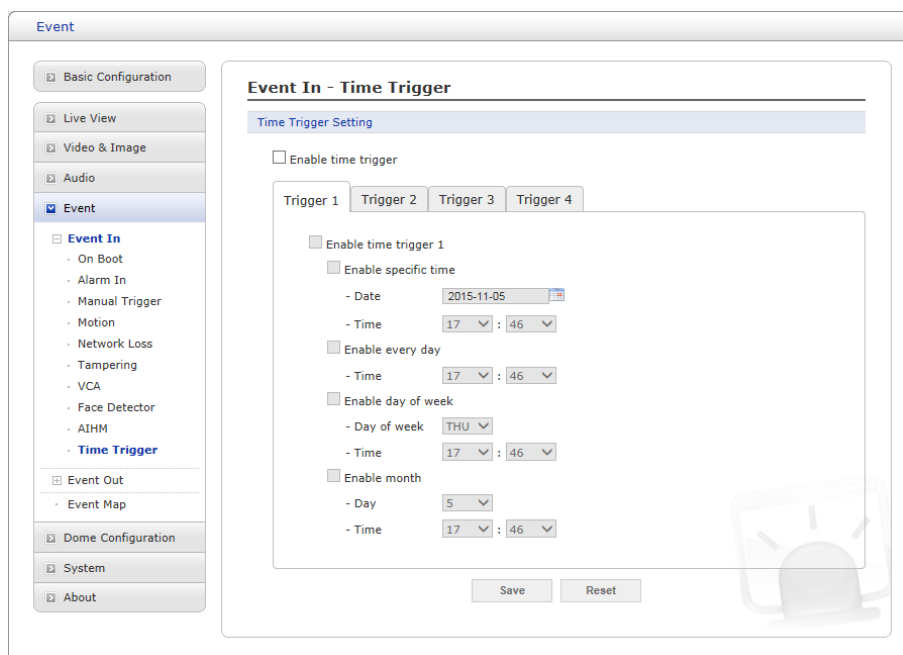 Event
Basic Configuration
Live View
Video & Image
Audio
Event
Event In
On Boot
Alarm In
Manual Trigger
Motion
Network Loss
Tampering
VCA
Face Detector
AIHM
Time Trigger
Event Out
Event Map
Dome Configuration
System
About
Event In - Time Trigger
Time Trigger Setting
Enable time trigger
Trigger 1 Trigger 2 Trigger 3 Trigger 4
Enable time trigger 1
Enable specific time
- Date 2015-11-05
- Time 17 : 46
Enable every day
- Time 17 : 46
Enable day of week
- Day of week THU
- Time 17 : 46
Enable month
- Day 5
- Time 17 : 46
Save Reset